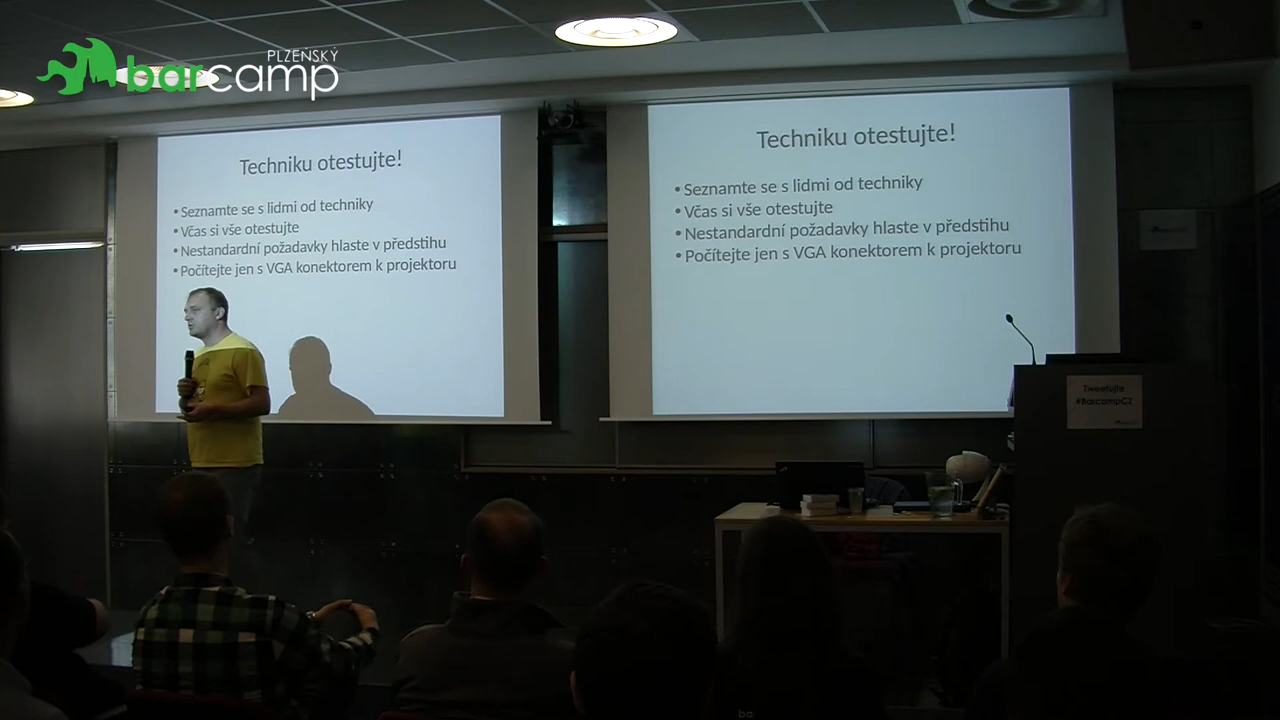 PLZEŇSKÝ
barcamp
Techniku otestujte!
• Seznamte se s lidmi od techniky
• Včas si vše otestujte
• Nestandardní požadavky hlaste v předstihu
• Počítejte jen s VGA konektorem k projektoru
Techniku otestujte!
• Seznamte se s lidmi od techniky
• Včas si vše otestujte
• Nestandardní požadavky hlaste v předstihu
• Počítejte jen s VGA konektorem k projektoru
Tweetujte
#BarcampCZ